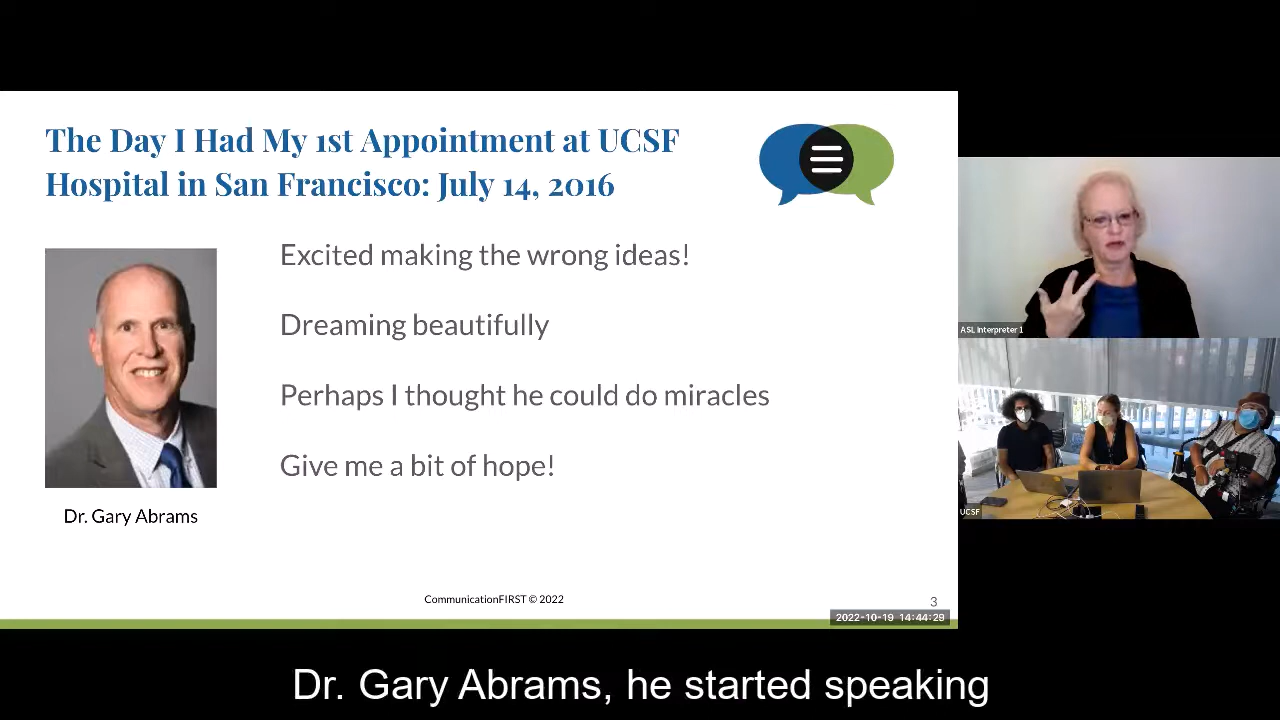 The Day I Had My 1st Appointment at UCSF
Hospital in San Francisco: July 14, 2016
Excited making the wrong ideas!
Dreaming beautifully
Perhaps I thought he could do miracles
Give me a bit of hope!
Dr. Gary Abrams
CommunicationFIRST © 2022
3
2022-10-19 14:44:29
ASL Interpreter 1
UCSF
Dr. Gary Abrams, he started speaking